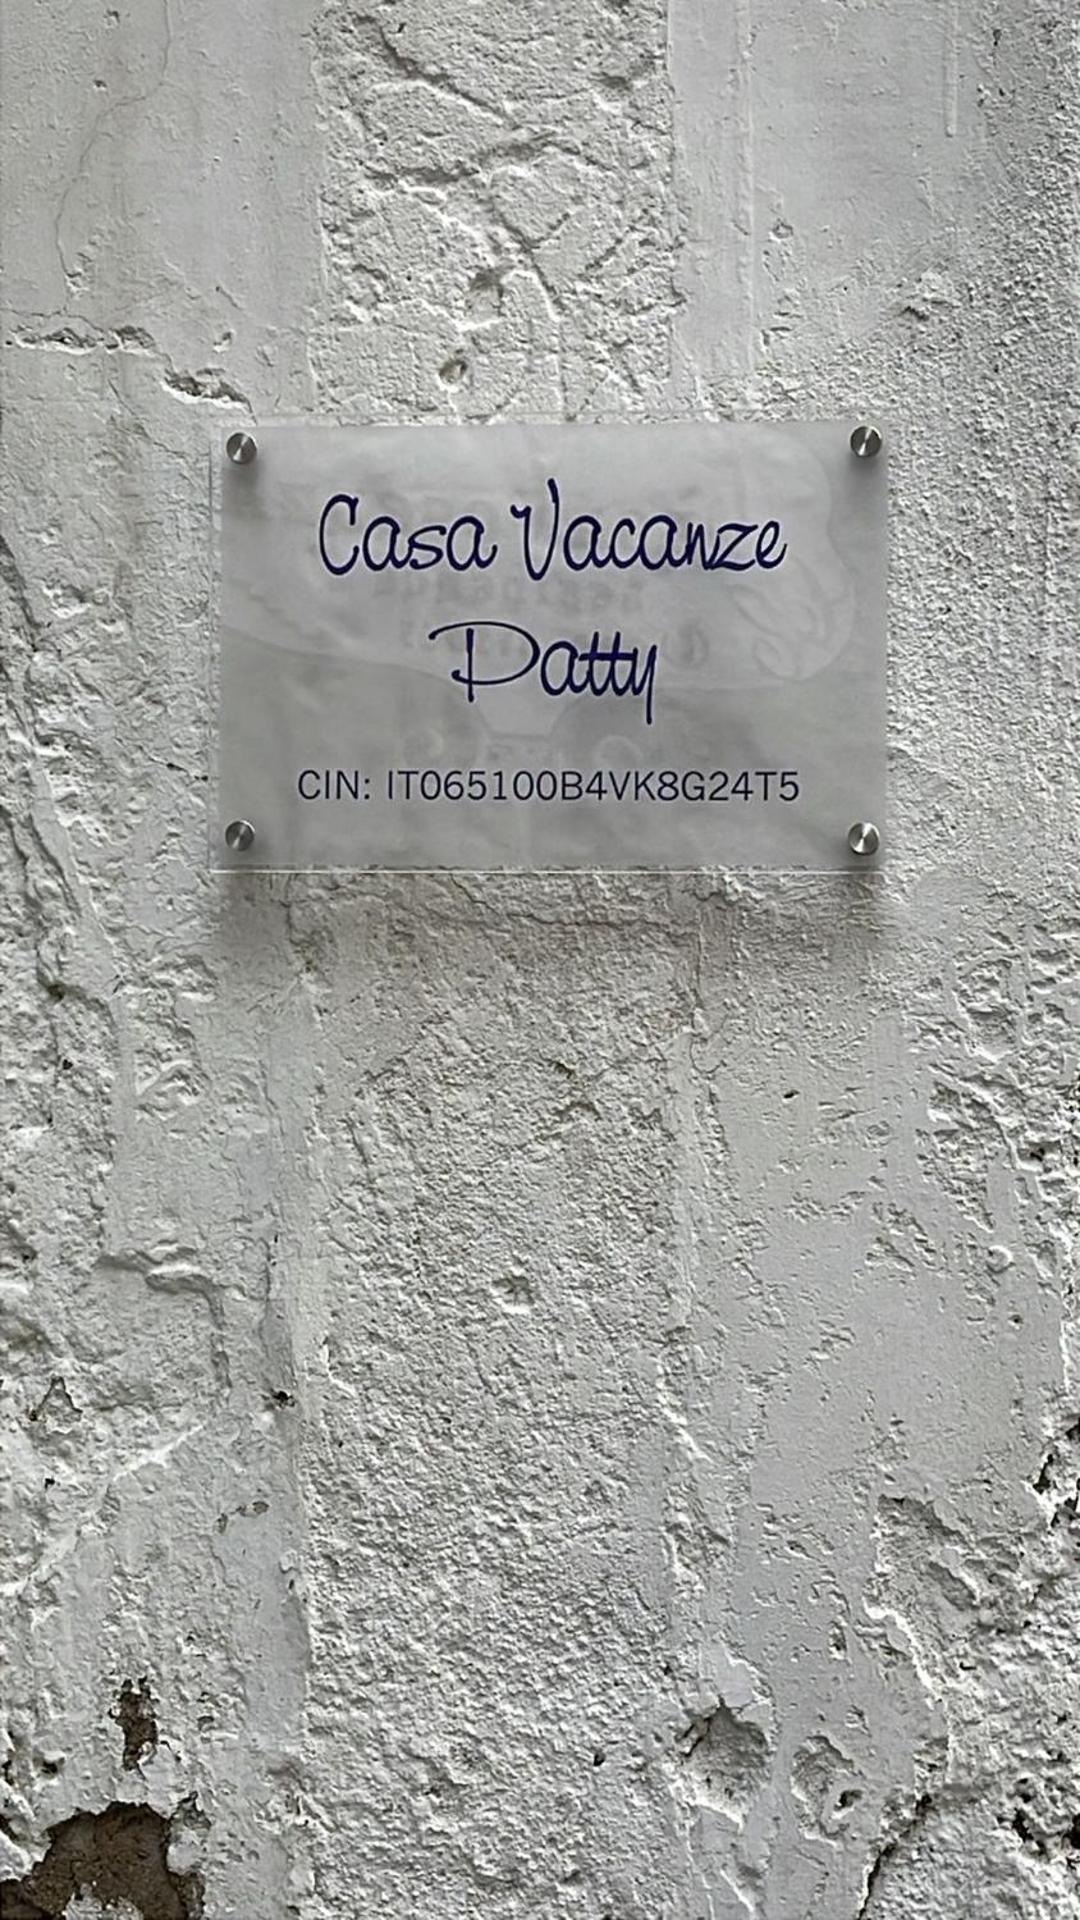 Casa Vacanze
Patty
CIN: IT065100B4VK8G24T5